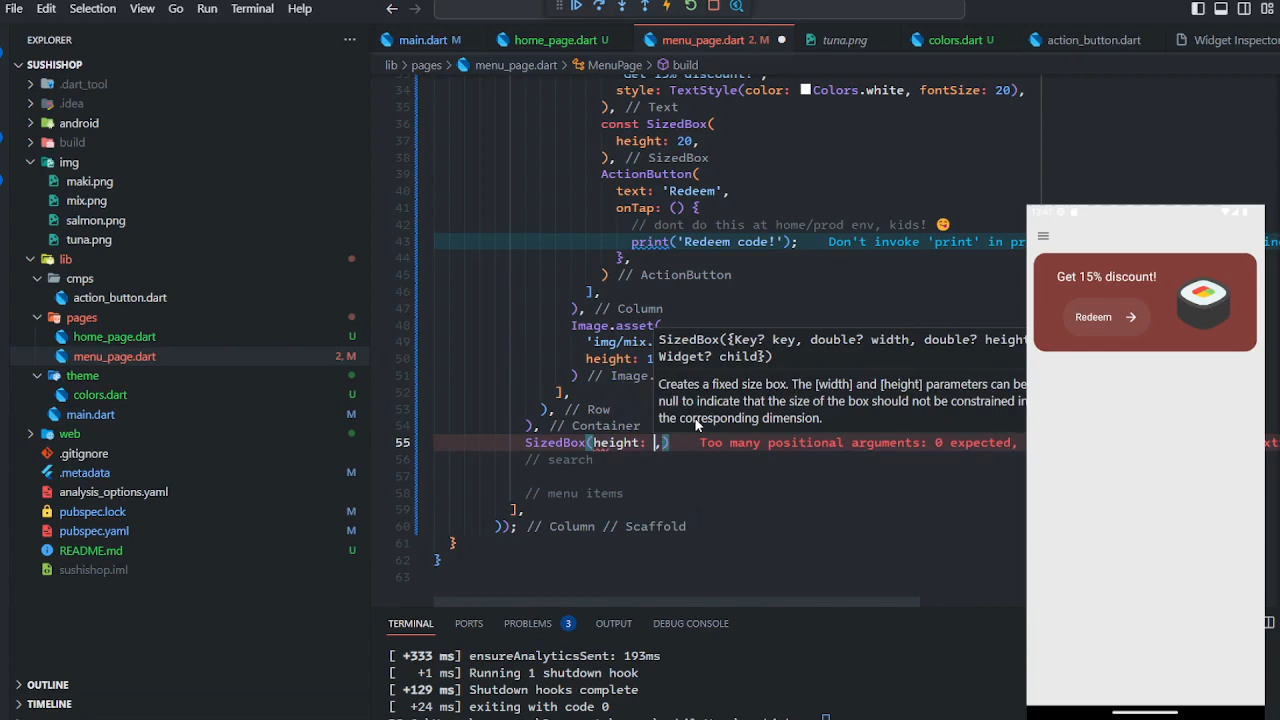 File Edit Selection View Go Run Terminal Help
EXPLORER
SUSHISHOP
.dart_tool
.idea
android
build
img
maki.png
mix.png
salmon.png
tuna.png
lib
cmps
action_button.dart
pages
home_page.dart
menu_page.dart 2, M
theme
colors.dart U
main.dart M
web
.gitignore
.metadata M
analysis_options.yaml
pubspec.lock M
pubspec.yaml M
README.md U
sushishop.iml
OUTLINE
TIMELINE
main.dart M home_page.dart U menu_page.dart 2, M tuna.png colors.dart U action_button.dart Widget Inspector
lib > pages > menu_page.dart > MenuPage > build
'Get 15% discount!',
34 style: TextStyle(color: Colors.white, fontSize: 20),
35 ), // Text
36 const SizedBox(
37 height: 20,
38 ), // SizedBox
39 ActionButton(
40 text: 'Redeem',
41 onTap: () {
42 // dont do this at home/prod env, kids! 😋
43 print('Redeem code!'); Don't invoke 'print' in pr
44 },
45 ) // ActionButton
46 ],
47 ), // Column
48 Image.asset(
49 'img/mix.
50 height: 1
51 ) // Image.
52 ],
53 ), // Row
54 ), // Container
55 SizedBox(height: ,) Too many positional arguments: 0 expected,
56 // search
57
58 // menu items
59 ],
60 )); // Column // Scaffold
61 }
62 }
63
SizedBox({Key? key, double? width, double? height
Widget? child})
Creates a fixed size box. The [width] and [height] parameters can be
null to indicate that the size of the box should not be constrained in
the corresponding dimension.
TERMINAL PORTS PROBLEMS 3 OUTPUT DEBUG CONSOLE
[ +333 ms] ensureAnalyticsSent: 193ms
[ +1 ms] Running 1 shutdown hook
[ +129 ms] Shutdown hooks complete
[ +24 ms] exiting with code 0
Get 15% discount!
Redeem